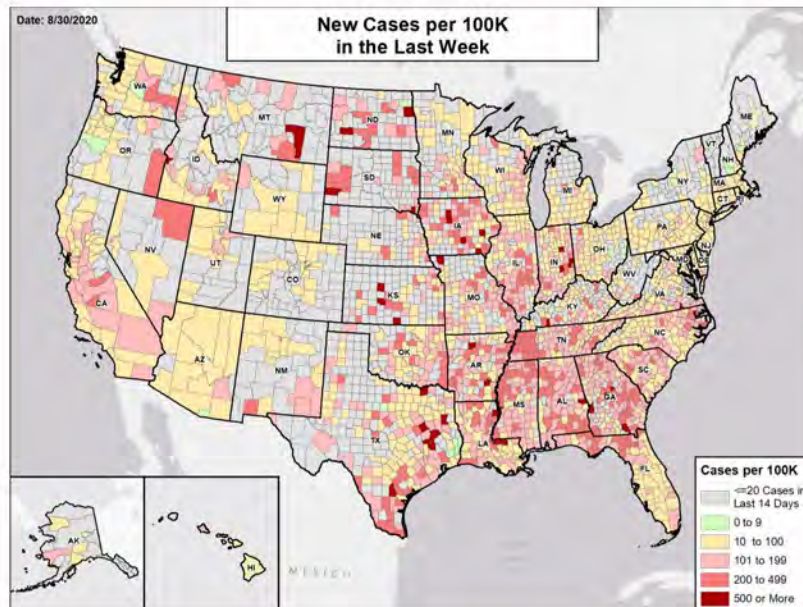 Date: 8/30/2020
New Cases per 100K
in the Last Week
WA
MT
ND
MN
ME
OR
ID
SD
WI
MI
VT
NH
NY
MA
CT
WY
IA
PA
NJ
NV
NE
IL
IN
OH
MD
DE
UT
CO
WV
VA
CA
KS
MO
KY
AZ
NM
OK
AR
TN
NC
SC
MS
AL
GA
TX
LA
FL
AK
HI
MEXICO
Cases per 100K
<=20 Cases in
Last 14 Days
0 to 9
10 to 100
101 to 199
200 to 499
500 or More